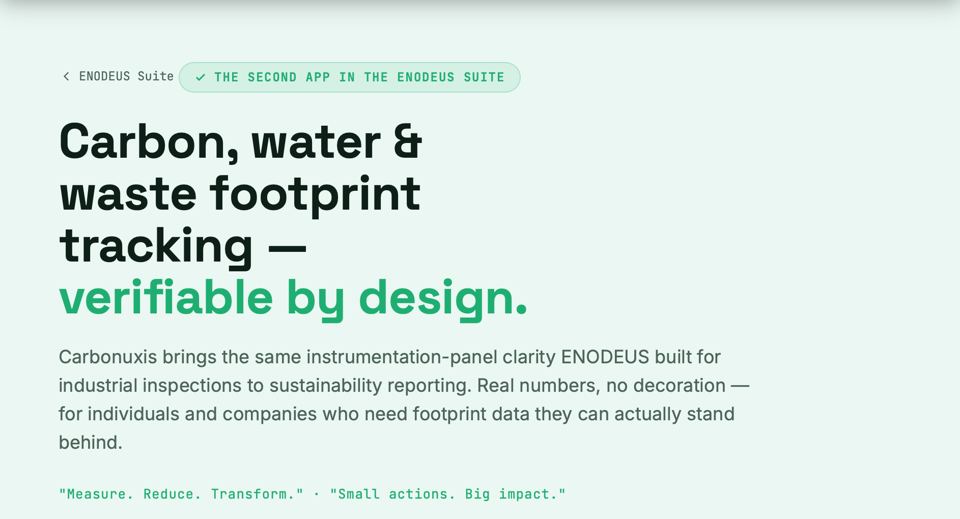 ENODEUS Suite
THE SECOND APP IN THE ENODEUS SUITE
Carbon, water &
waste footprint
tracking —
verifiable by design.
Carbonuxis brings the same instrumentation-panel clarity ENODEUS built for
industrial inspections to sustainability reporting. Real numbers, no decoration —
for individuals and companies who need footprint data they can actually stand
behind.
"Measure. Reduce. Transform." · "Small actions. Big impact."